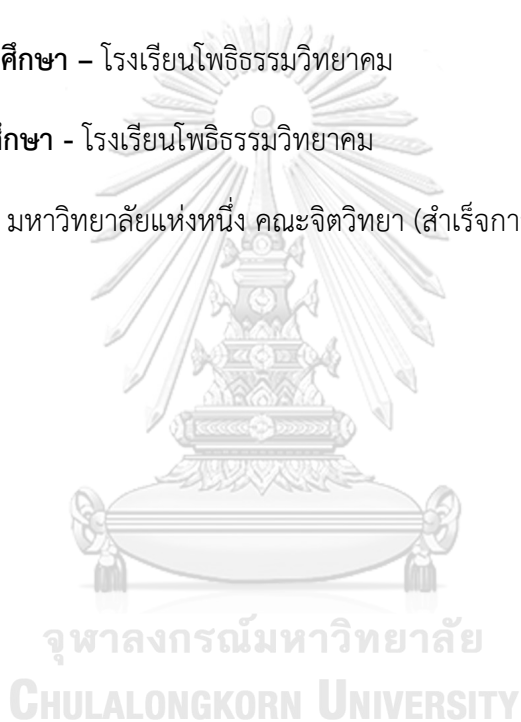 ศึกษา – โรงเรียนโพธิธรรมวิทยาคม
ศึกษา - โรงเรียนโพธิธรรมวิทยาคม
มหาวิทยาลัยแห่งหนึ่ง คณะจิตวิทยา (สำเร็จกา
จุฬาลงกรณ์มหาวิทยาลัย
CHULALONGKORN UNIVERSITY